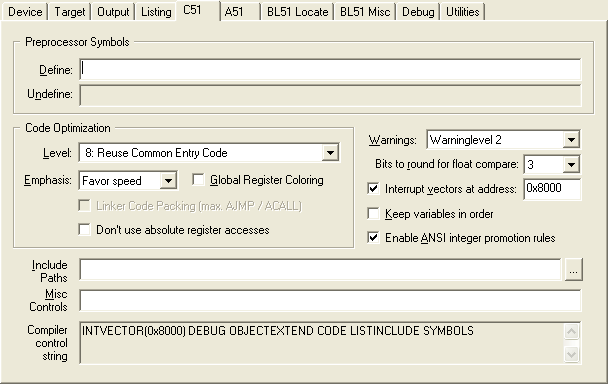 Device Target Output Listing C51 A51 BL51 Locate BL51 Misc Debug Utilities
Preprocessor Symbols
Define:
Undefine:
Code Optimization
Level: 8: Reuse Common Entry Code
Emphasis: Favor speed Global Register Coloring
Linker Code Packing (max. AJMP / ACALL)
Don't use absolute register accesses
Warnings: Warninglevel 2
Bits to round for float compare: 3
Interrupt vectors at address: 0x8000
Keep variables in order
Enable ANSI integer promotion rules
Include
Paths
...
Misc
Controls
Compiler
control
string
INTVECTOR(0x8000) DEBUG OBJECTEXTEND CODE LISTINCLUDE SYMBOLS